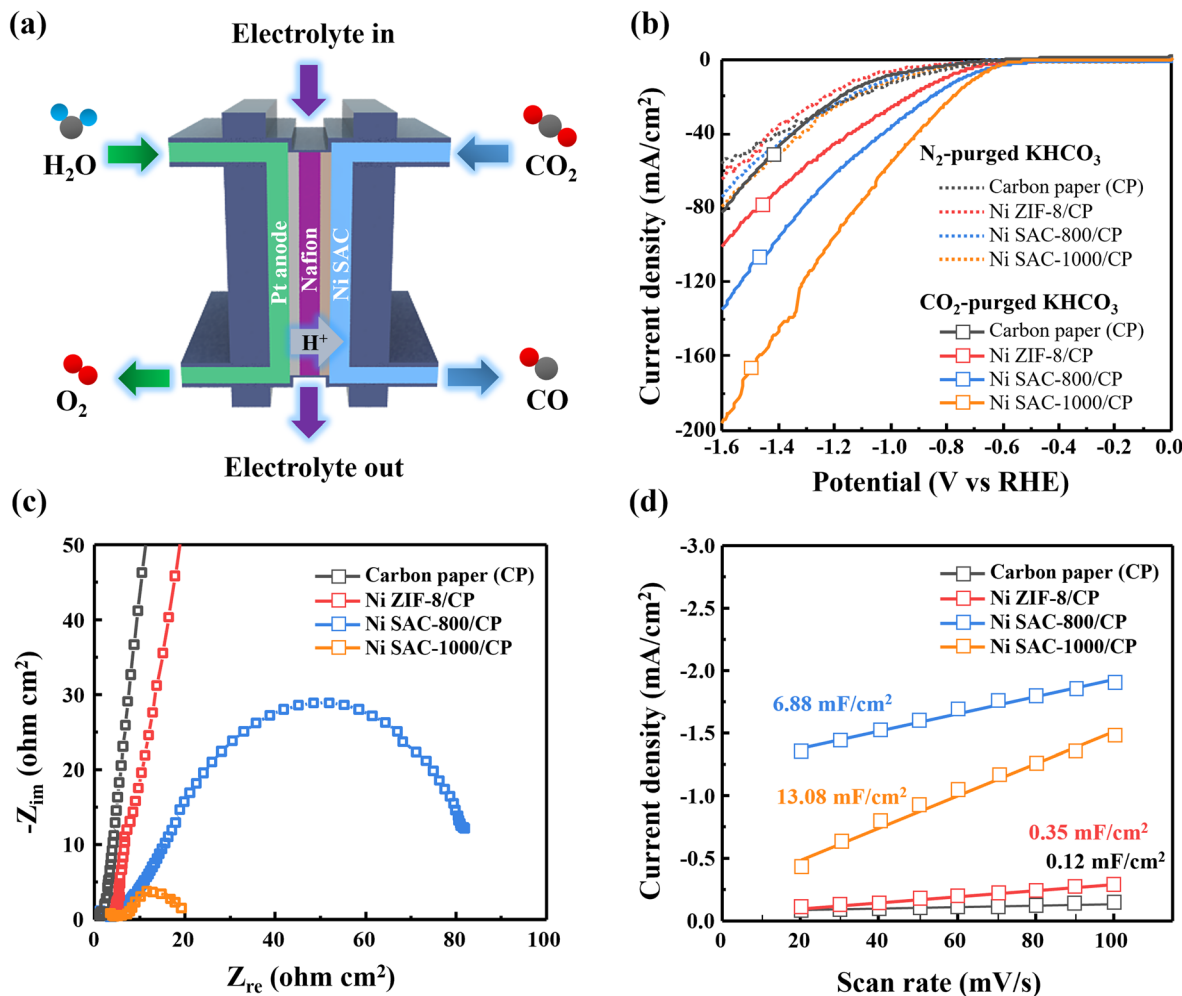 (a)
Electrolyte in
H₂O
CO₂
Pt anode
Nafion
Ni SAC
H⁺
O₂
CO
Electrolyte out
(b)
Current density (mA/cm²)
0
-40
-80
-120
-160
-200
N₂-purged KHCO₃
Carbon paper (CP)
Ni ZIF-8/CP
Ni SAC-800/CP
Ni SAC-1000/CP
CO₂-purged KHCO₃
Carbon paper (CP)
Ni ZIF-8/CP
Ni SAC-800/CP
Ni SAC-1000/CP
-1.6 -1.4 -1.2 -1.0 -0.8 -0.6 -0.4 -0.2 0.0
Potential (V vs RHE)
(c)
-Zim (ohm cm²)
50
40
30
20
10
0
Carbon paper (CP)
Ni ZIF-8/CP
Ni SAC-800/CP
Ni SAC-1000/CP
0 20 40 60 80 100
Zre (ohm cm²)
(d)
Current density (mA/cm²)
-3.0
-2.5
-2.0
-1.5
-1.0
-0.5
0.0
Carbon paper (CP)
Ni ZIF-8/CP
Ni SAC-800/CP
Ni SAC-1000/CP
6.88 mF/cm²
13.08 mF/cm²
0.35 mF/cm²
0.12 mF/cm²
0 20 40 60 80 100
Scan rate (mV/s)